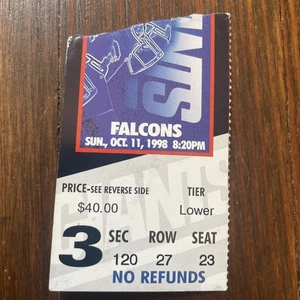 FALCONS
SUN., OCT. 11, 1998 8:20PM
PRICE-SEE REVERSE SIDE TIER
$40.00 Lower
3 SEC ROW SEAT
120 27 23
NO REFUNDS